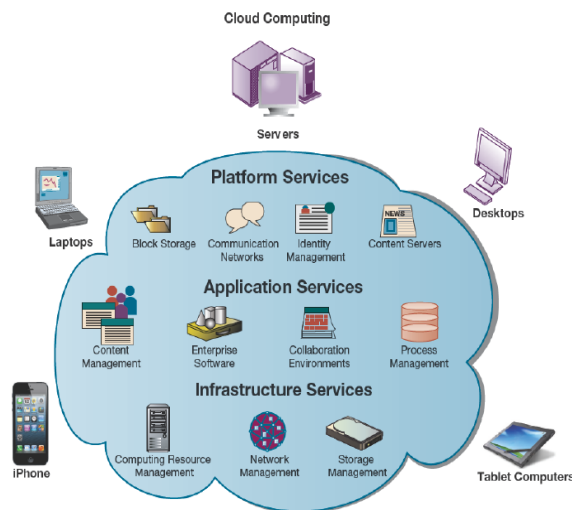 Cloud Computing
Servers
Laptops
Desktops
Platform Services
Block Storage
Communication
Networks
Identity
Management
Content Servers
NEWS
Application Services
Content
Management
Enterprise
Software
Collaboration
Environments
Process
Management
Infrastructure Services
Computing Resource
Management
Network
Management
Storage
Management
iPhone
Tablet Computers